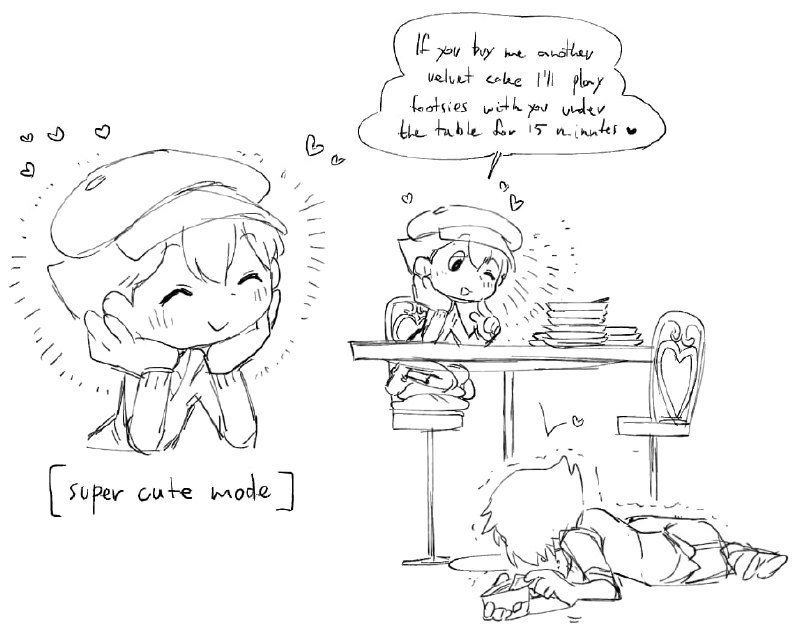 If you buy me another
velvet cake I'll play
footsies with you under
the table for 15 minutes ♥
[super cute mode]